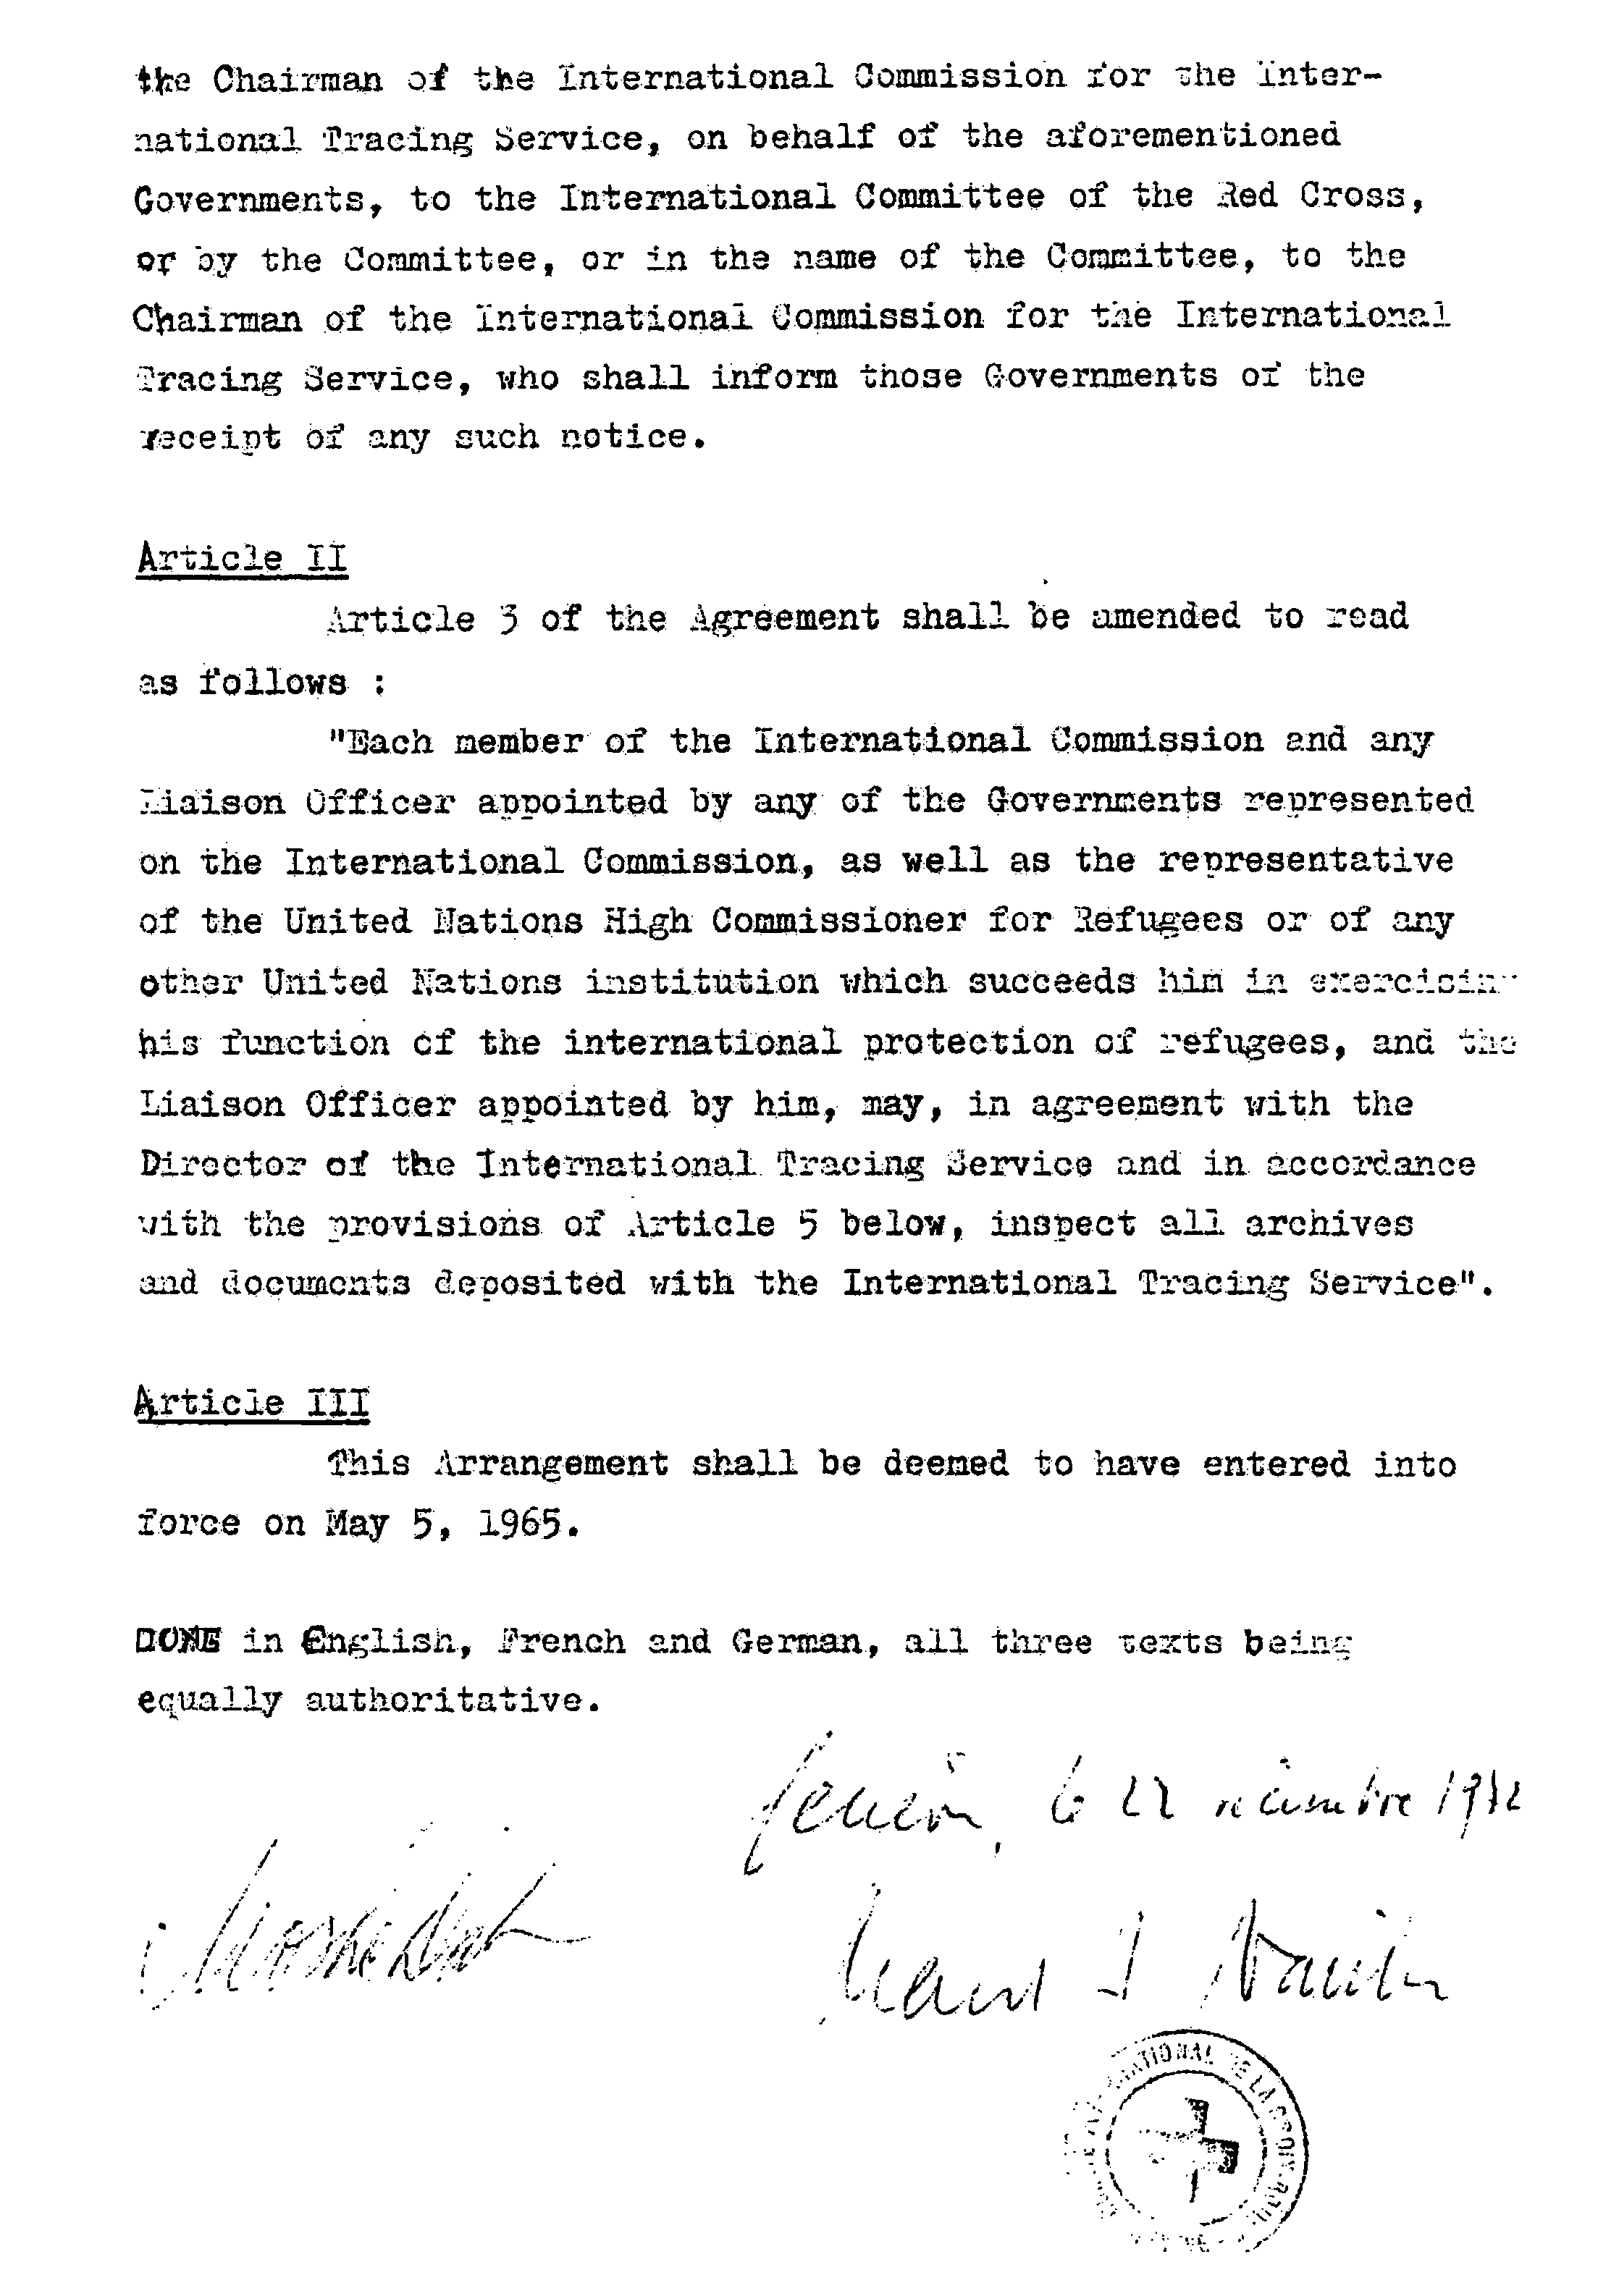 the Chairman of the International Commission for the Inter-
national Tracing Service, on behalf of the aforementioned
Governments, to the International Committee of the Red Cross,
or by the Committee, or in the name of the Committee, to the
Chairman of the International Commission for the International
Tracing Service, who shall inform those Governments of the
receipt of any such notice.
Article II
Article 3 of the Agreement shall be amended to read
as follows :
"Each member of the International Commission and any
Liaison Officer appointed by any of the Governments represented
on the International Commission, as well as the representative
of the United Nations High Commissioner for Refugees or of any
other United Nations institution which succeeds him in exercising
his function of the international protection of refugees, and the
Liaison Officer appointed by him, may, in agreement with the
Director of the International Tracing Service and in accordance
with the provisions of Article 5 below, inspect all archives
and documents deposited with the International Tracing Service".
Article III
This Arrangement shall be deemed to have entered into
force on May 5, 1965.
DONE in English, French and German, all three texts being
equally authoritative.
le 22
NATIONAL DE LA CROIX